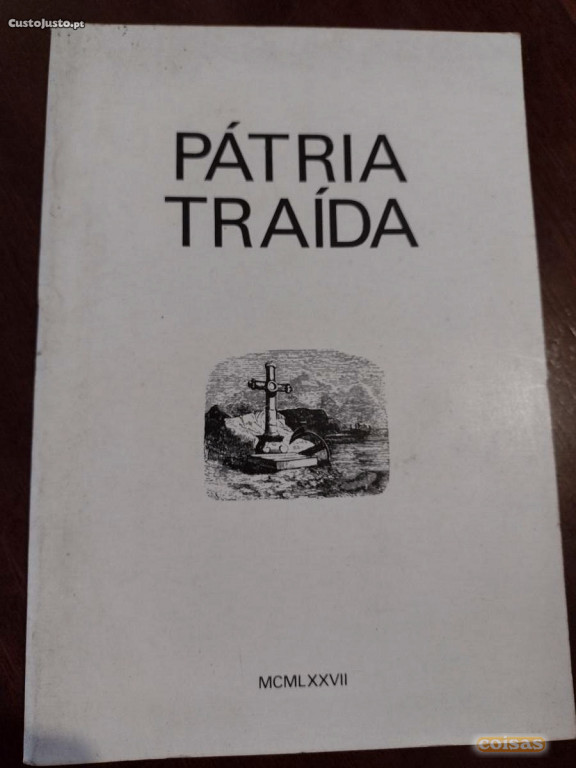 CustoJusto.pt
PÁTRIA
TRAÍDA
MCMLXXVII
coisas